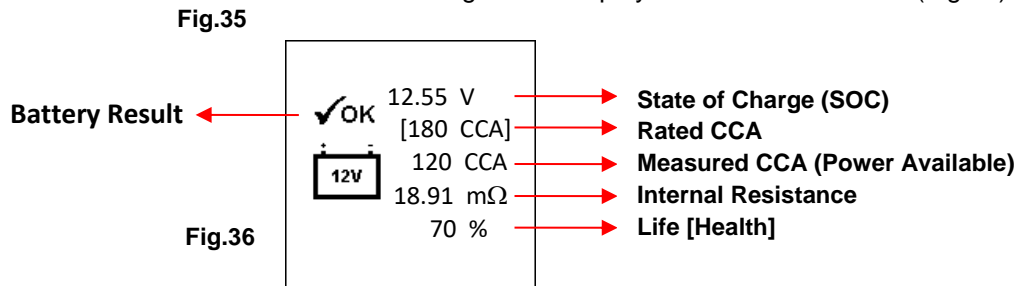 Fig.35
Battery Result
✓OK
+ -
12V
12.55 V State of Charge (SOC)
[180 CCA] Rated CCA
120 CCA Measured CCA (Power Available)
18.91 mΩ Internal Resistance
70 % Life [Health]
Fig.36